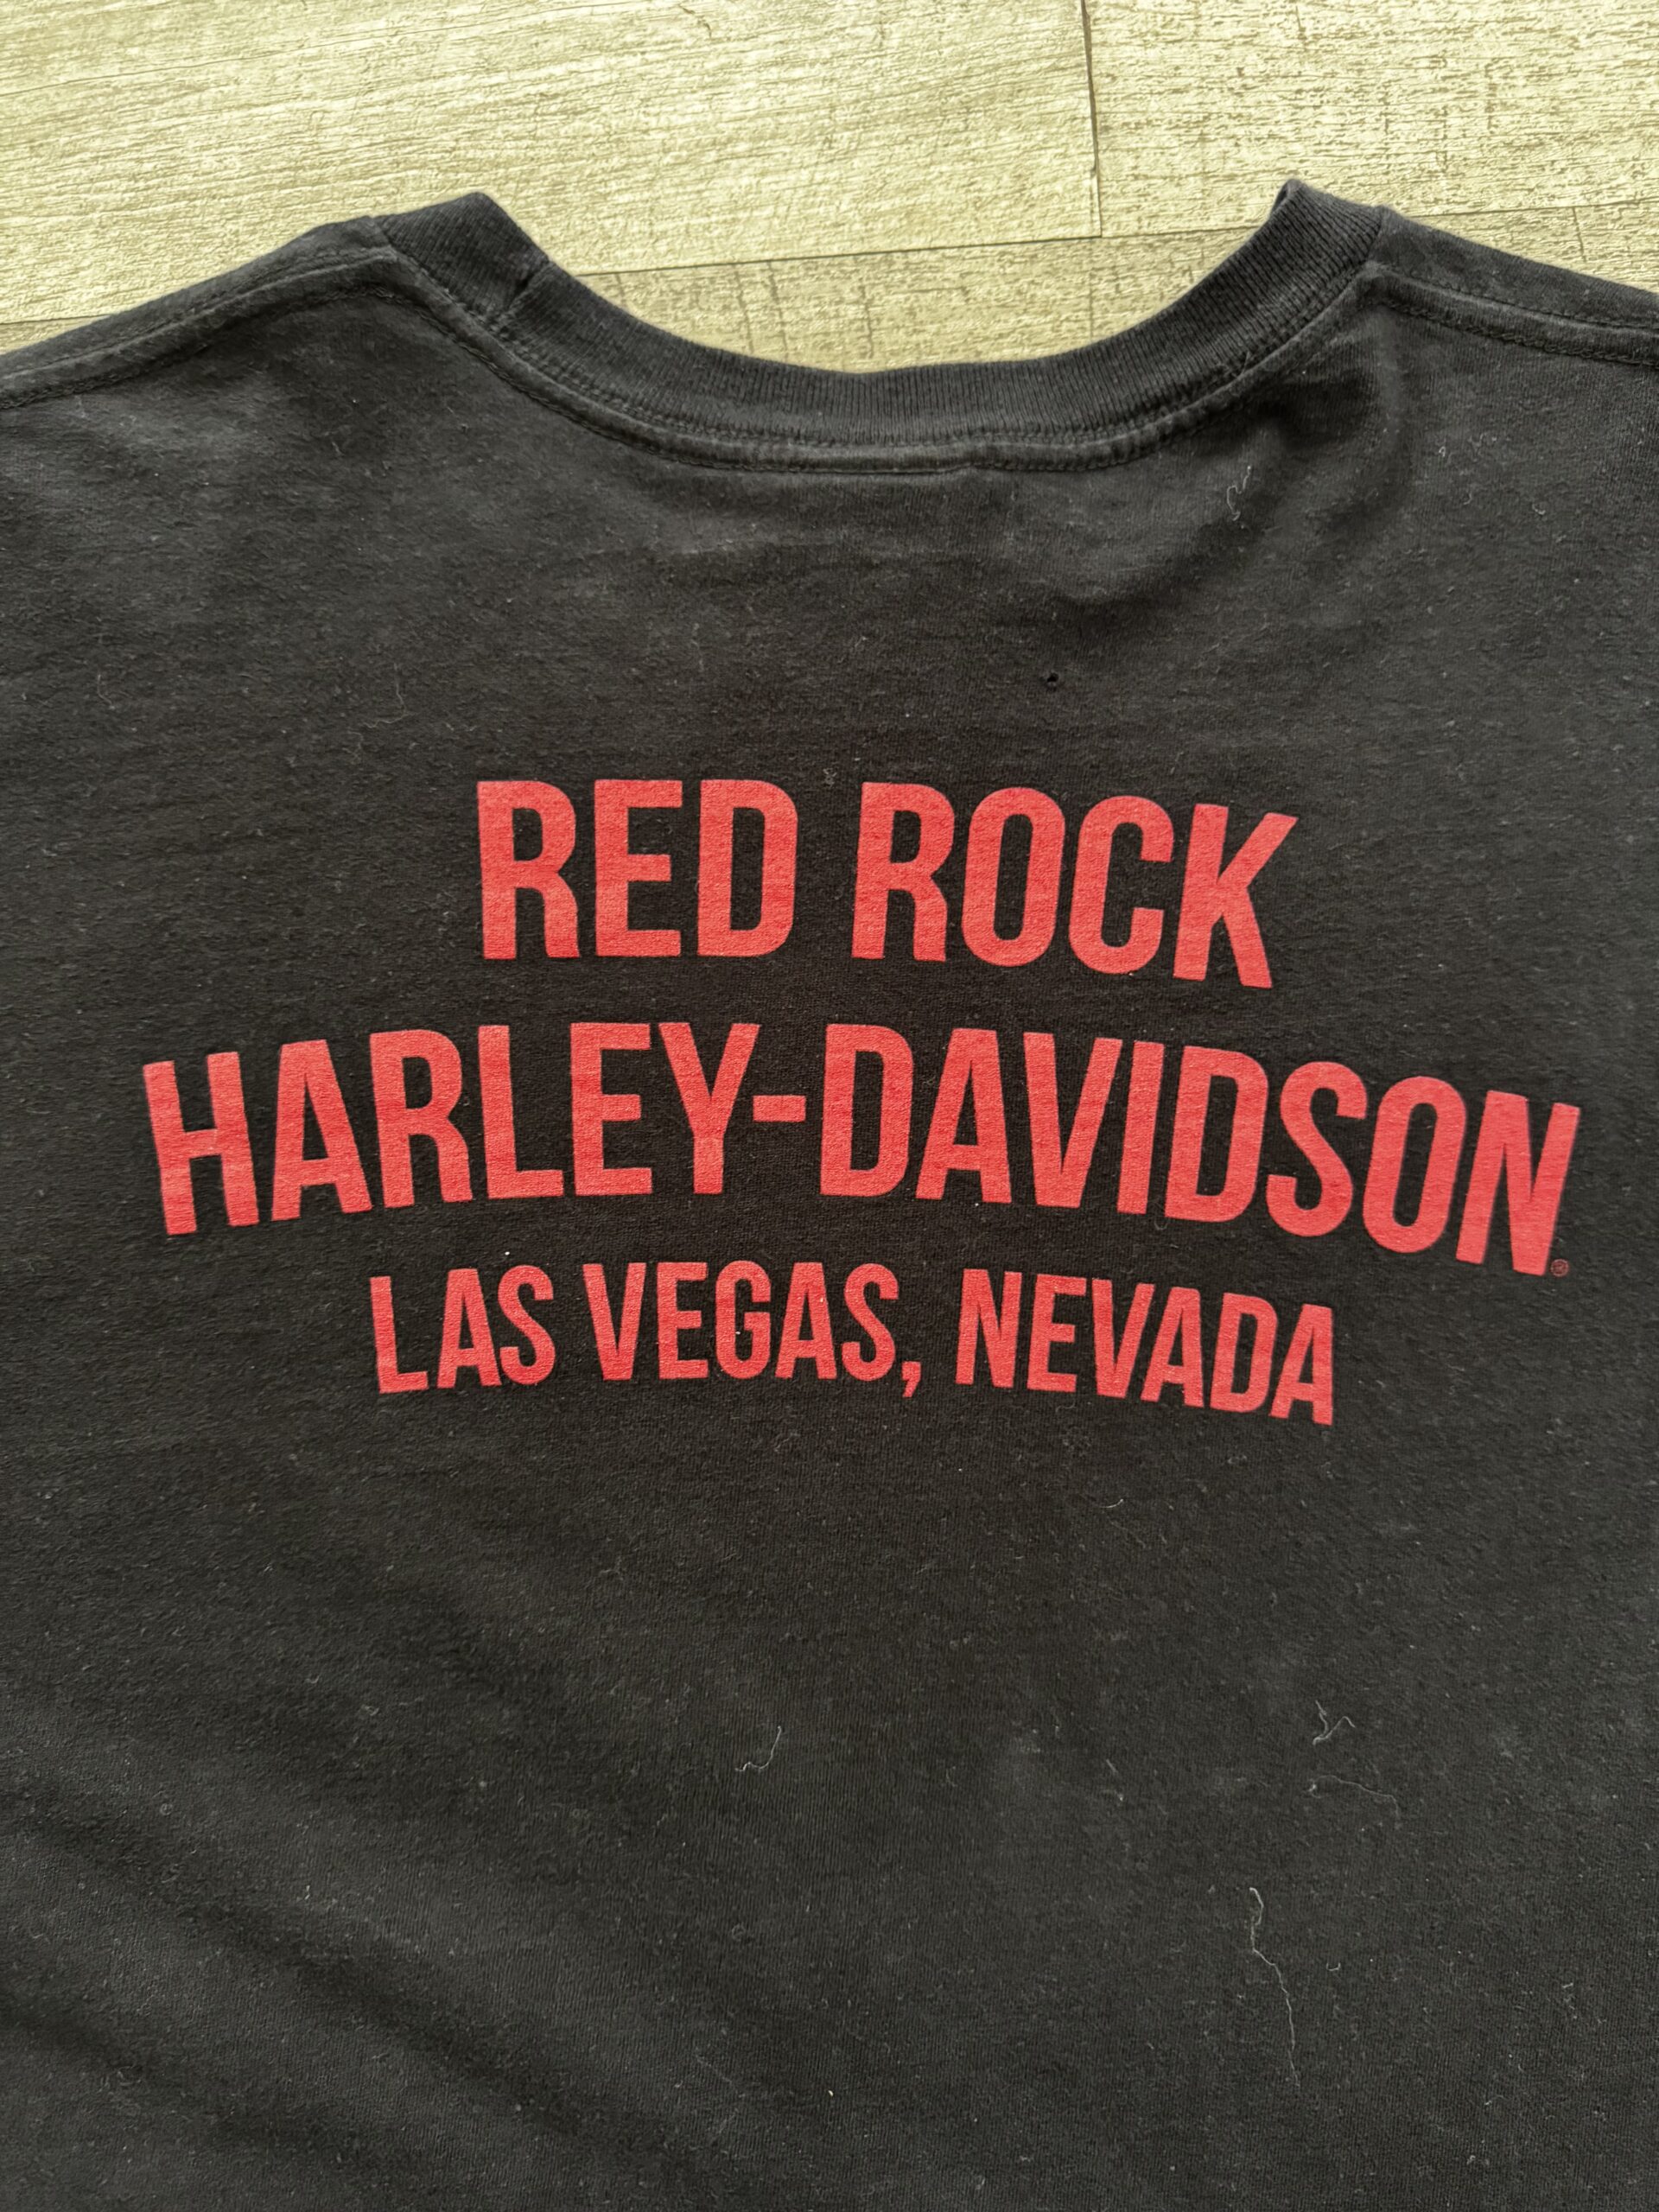 RED ROCK
HARLEY-DAVIDSON®
LAS VEGAS, NEVADA